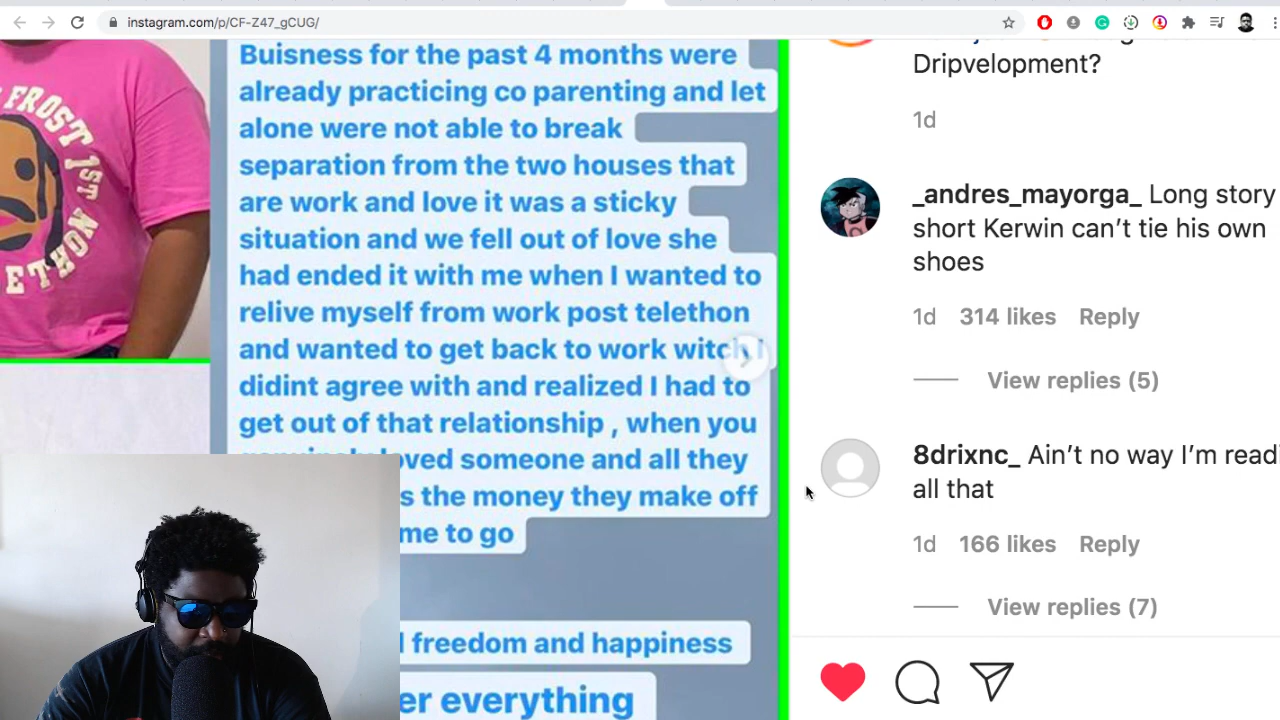 instagram.com/p/CF-Z47_gCUG/
FROST 1ST
Buisness for the past 4 months were
already practicing co parenting and let
alone were not able to break
separation from the two houses that
are work and love it was a sticky
situation and we fell out of love she
had ended it with me when I wanted to
relive myself from work post telethon
and wanted to get back to work witch I
didint agree with and realized I had to
get out of that relationship , when you
loved someone and all they
the money they make off
me to go
freedom and happiness
everything
Dripvelopment?
1d
_andres_mayorga_ Long story
short Kerwin can’t tie his own
shoes
1d 314 likes Reply
View replies (5)
8drixnc_ Ain’t no way I’m readi
all that
1d 166 likes Reply
View replies (7)